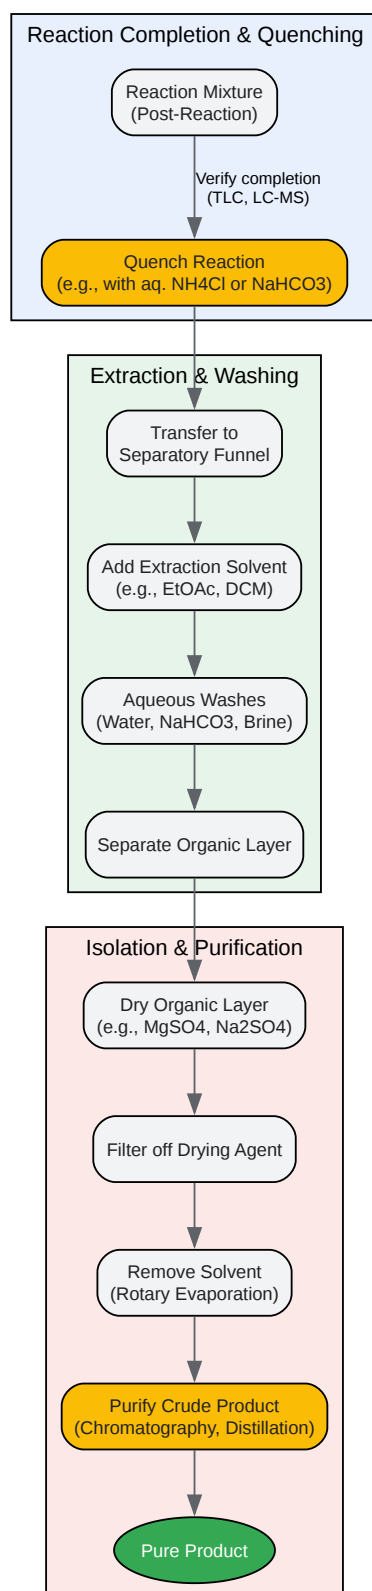 Reaction Completion & Quenching
Reaction Mixture
(Post-Reaction)
Verify completion
(TLC, LC-MS)
Quench Reaction
(e.g., with aq. NH4Cl or NaHCO3)
Extraction & Washing
Transfer to
Separatory Funnel
Add Extraction Solvent
(e.g., EtOAc, DCM)
Aqueous Washes
(Water, NaHCO3, Brine)
Separate Organic Layer
Isolation & Purification
Dry Organic Layer
(e.g., MgSO4, Na2SO4)
Filter off Drying Agent
Remove Solvent
(Rotary Evaporation)
Purify Crude Product
(Chromatography, Distillation)
Pure Product